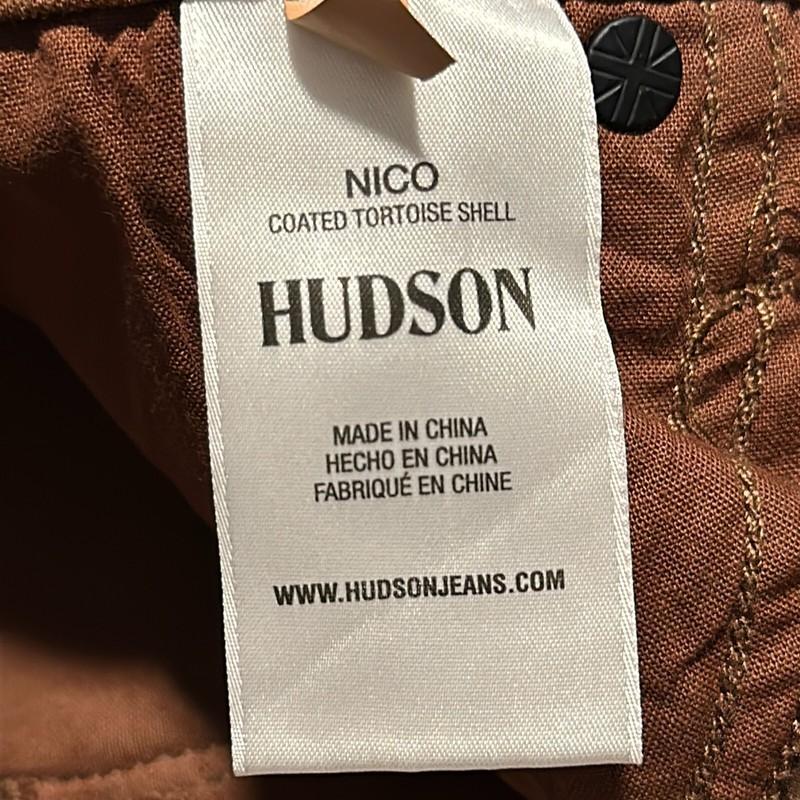 NICO
COATED TORTOISE SHELL
HUDSON
MADE IN CHINA
HECHO EN CHINA
FABRIQUÉ EN CHINE
WWW.HUDSONJEANS.COM